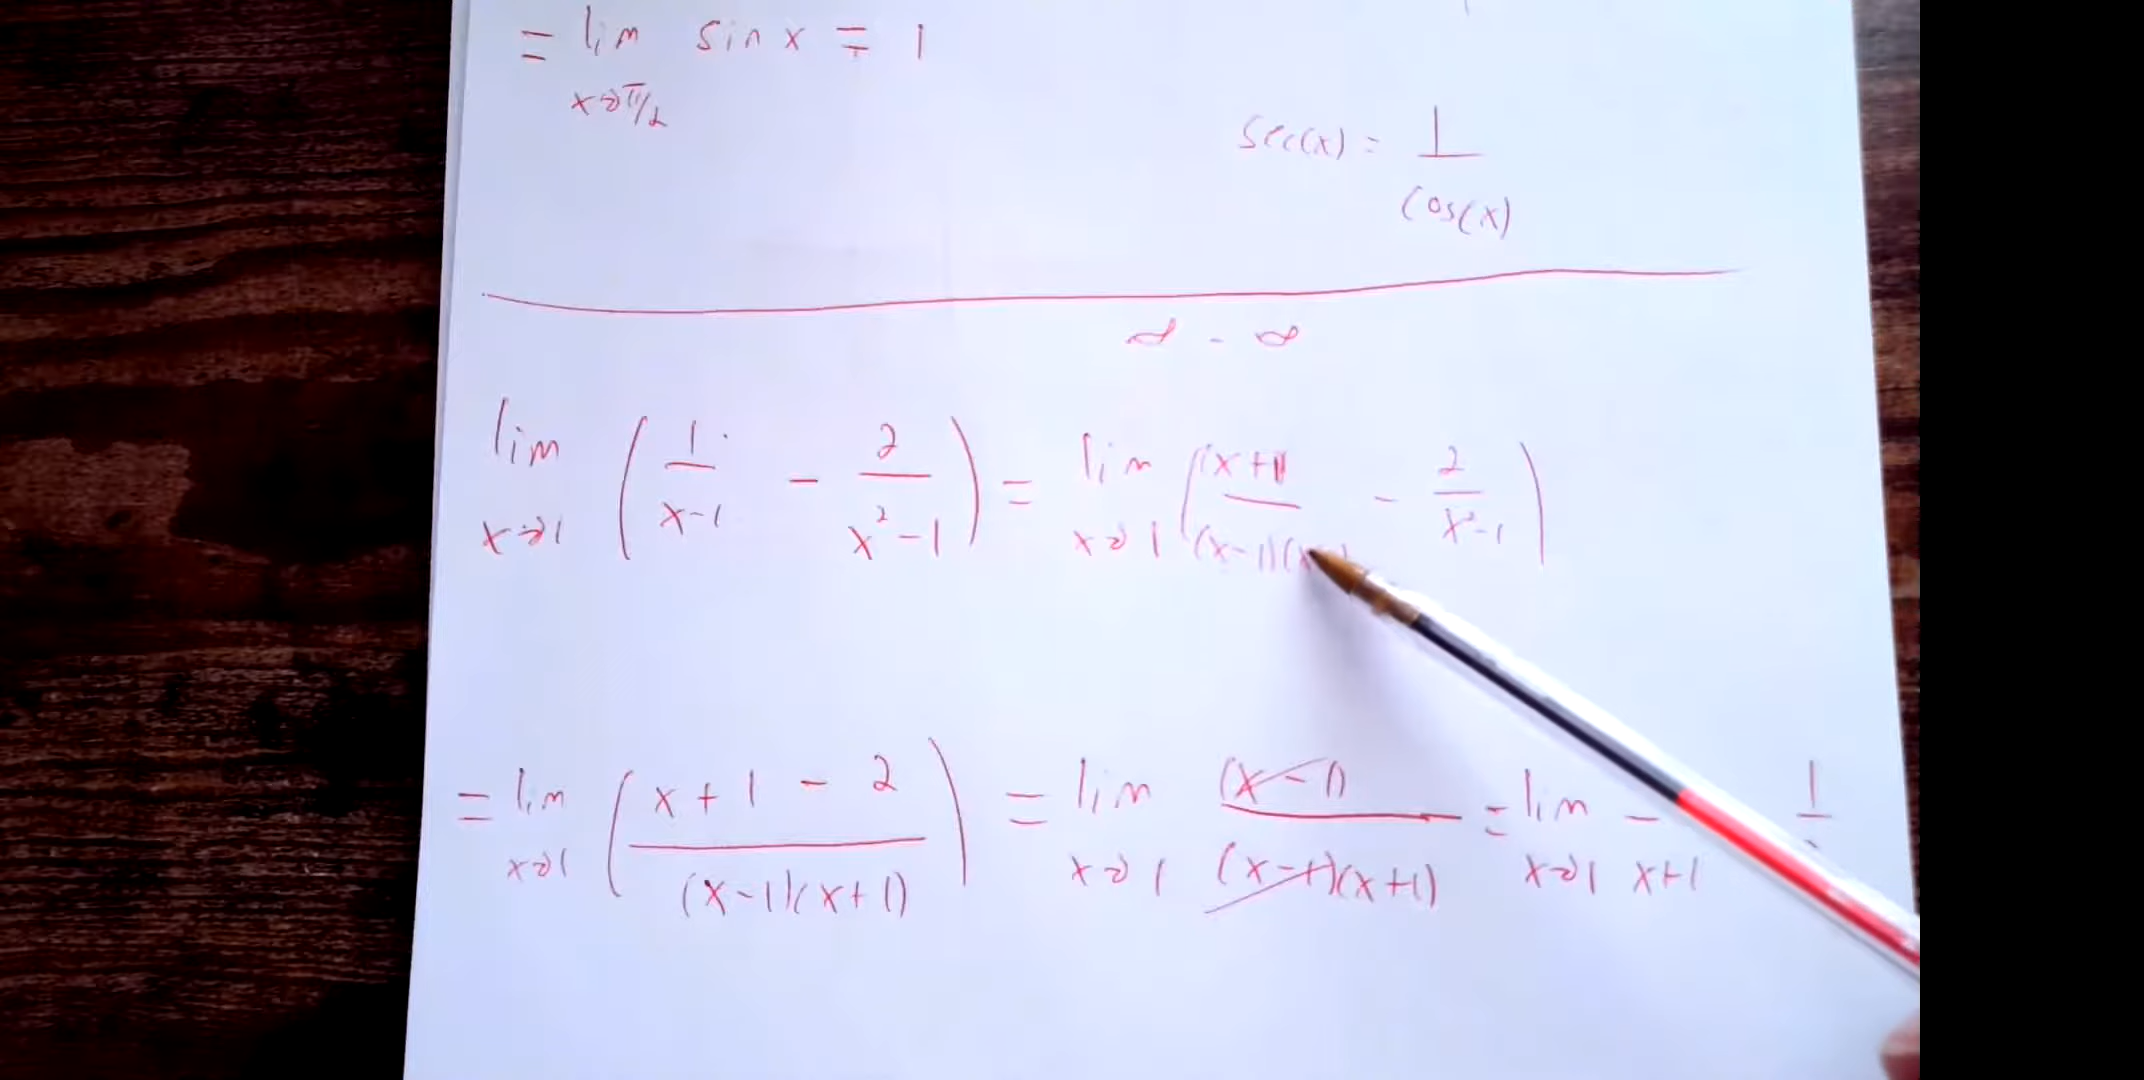 = lim sin x = 1
x→π/2
sec(x) = 1
cos(x)
∞ - ∞
lim ( 1 / x-1 - 2 / x²-1 ) = lim ( (x+1) / (x-1)(x - 2 / x²-1 )
x→1 x→1
= lim ( x+1 - 2 / (x-1)(x+1) ) = lim (x-1) / (x-1)(x+1) = lim / x+1 1
x→1 x→1 x→1